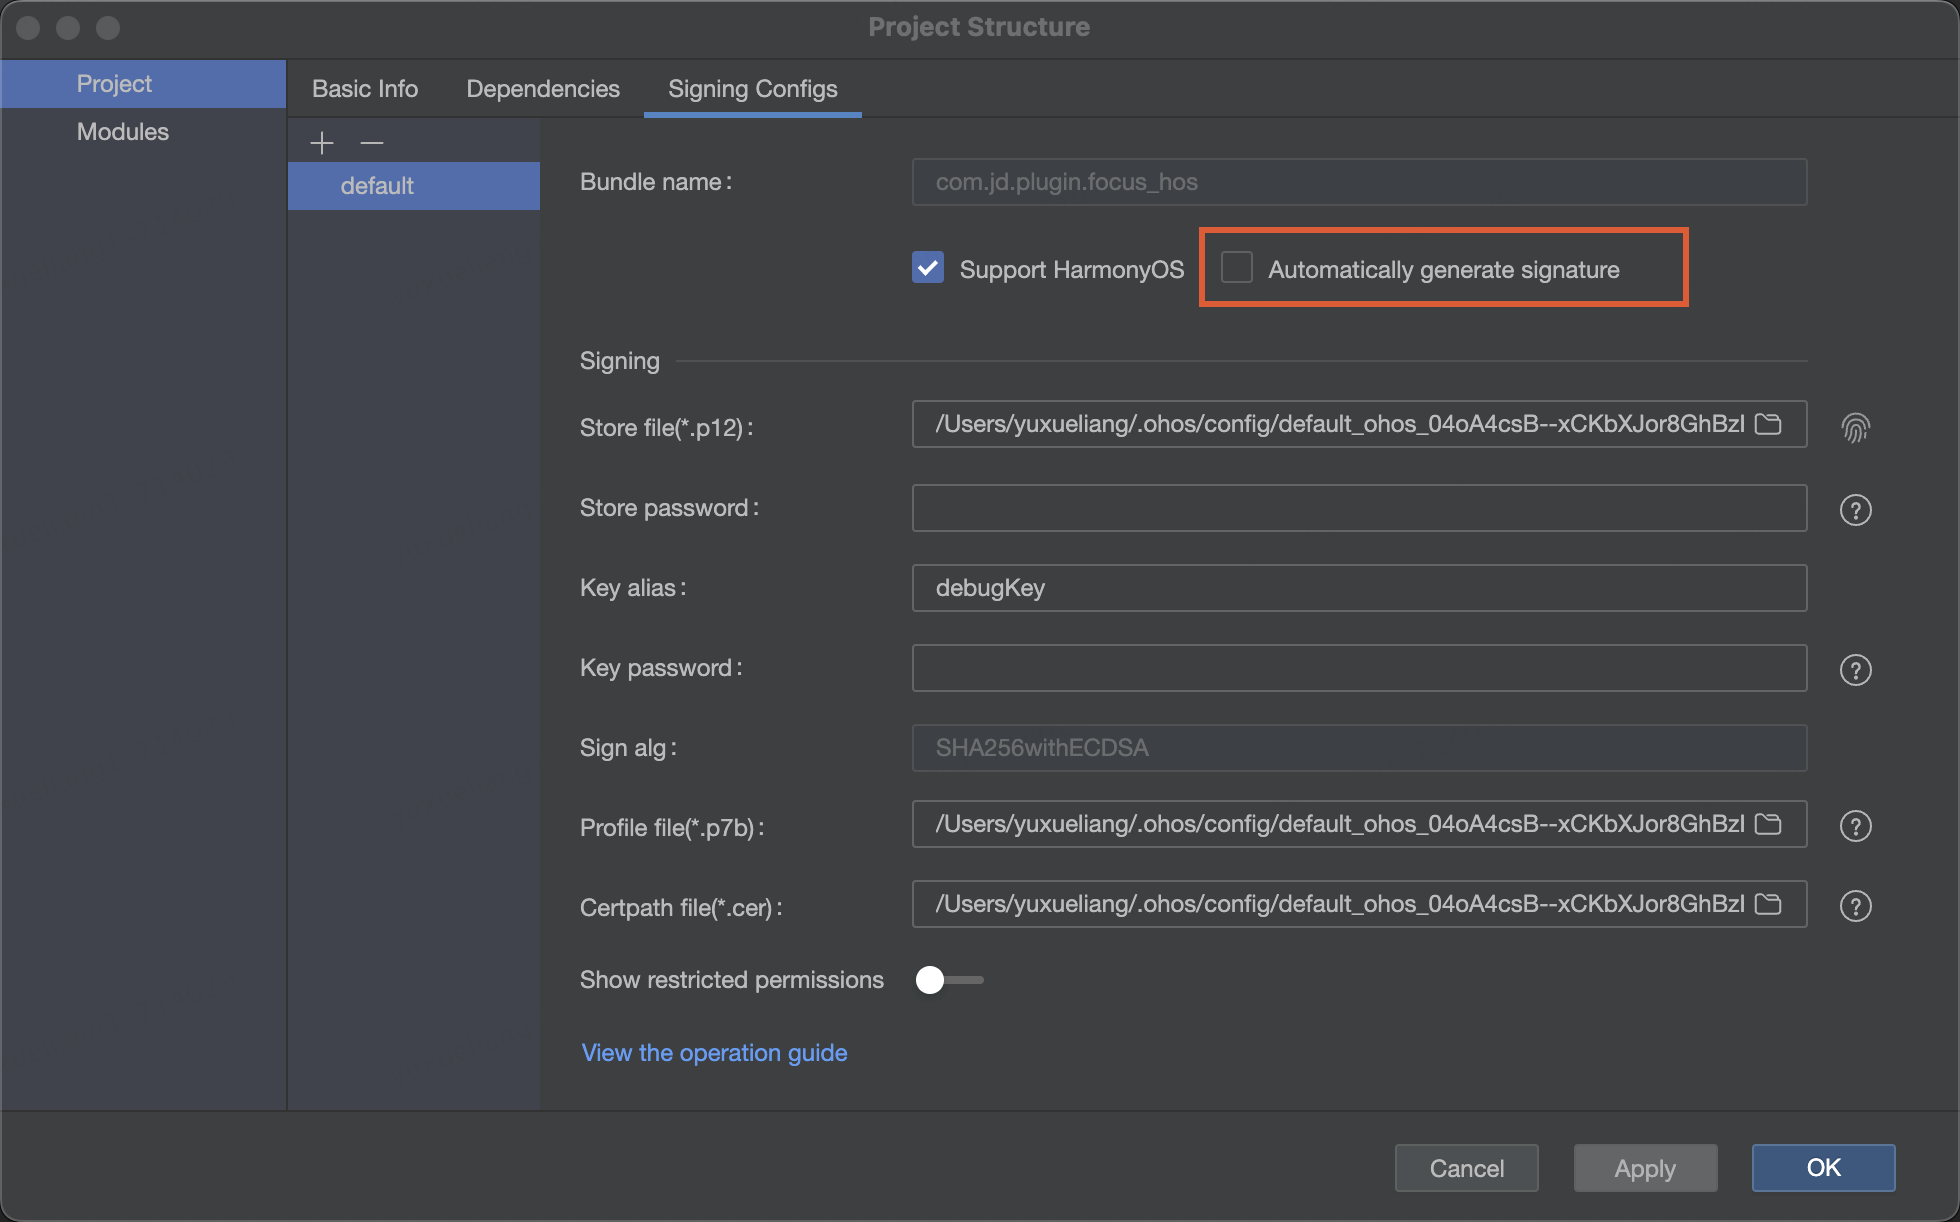 Project Structure
Project
Modules
Basic Info
Dependencies
Signing Configs
default
Bundle name:
com.jd.plugin.focus_hos
Support HarmonyOS
Automatically generate signature
Signing
Store file(*.p12):
/Users/yuxueliang/.ohos/config/default_ohos_04oA4csB--xCKbXJor8GhBzI
Store password:
Key alias:
debugKey
Key password:
Sign alg:
SHA256withECDSA
Profile file(*.p7b):
/Users/yuxueliang/.ohos/config/default_ohos_04oA4csB--xCKbXJor8GhBzI
Certpath file(*.cer):
/Users/yuxueliang/.ohos/config/default_ohos_04oA4csB--xCKbXJor8GhBzI
Show restricted permissions
View the operation guide
Cancel
Apply
OK